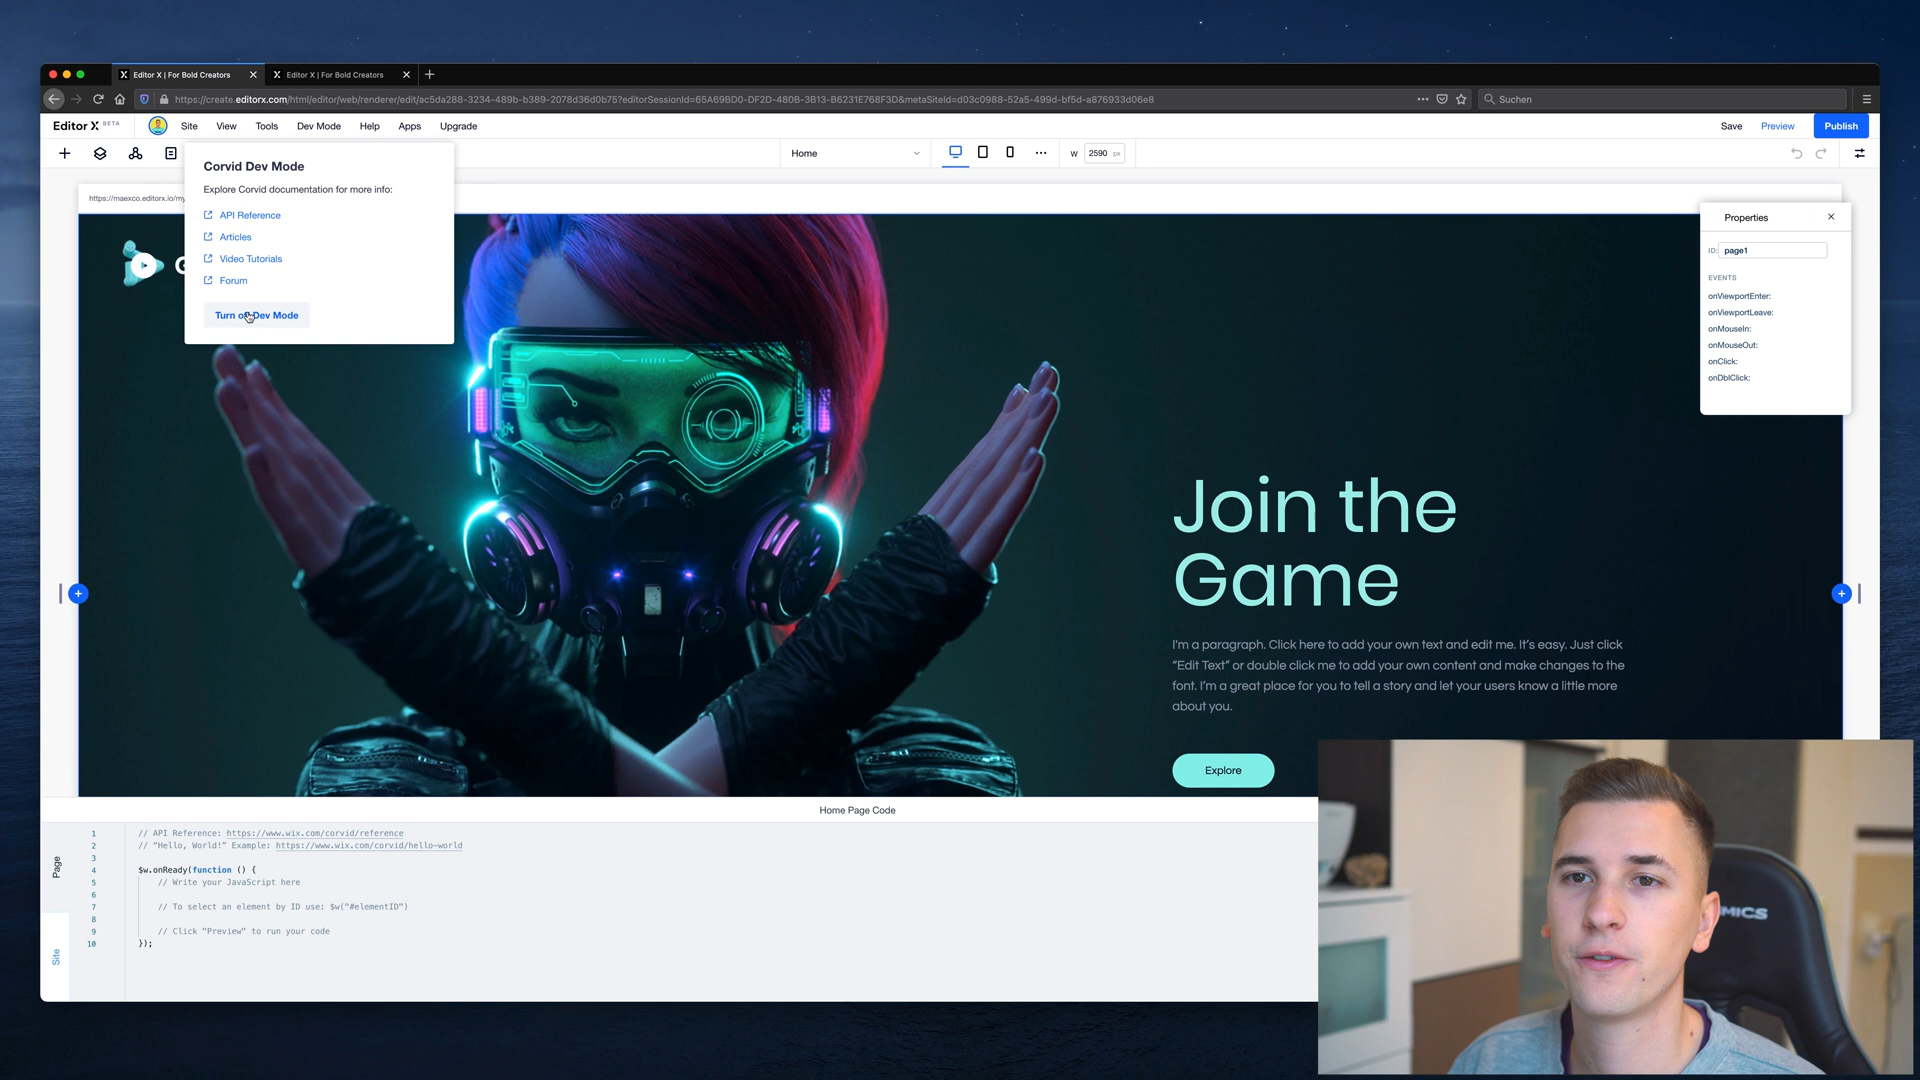 Editor X | For Bold Creators
Editor X | For Bold Creators
https://create.editorx.com/html/editor/web/renderer/edit/ac5da288-3234-489b-b389-2078d36d0b75?editorSessionId=65A69BD0-DF2D-480B-3B13-B6231E768F3D&metaSiteId=d03c0988-52a5-499d-bf5d-a876933d06e8
Suchen
Editor X BETA
Site View Tools Dev Mode Help Apps Upgrade
Save Preview Publish
Home
W 2590 px
Corvid Dev Mode
Explore Corvid documentation for more info:
API Reference
Articles
Video Tutorials
Forum
Turn o Dev Mode
https://maexco.editorx.io/my
G
Properties
ID: page1
EVENTS
onViewportEnter:
onViewportLeave:
onMouseIn:
onMouseOut:
onClick:
onDblClick:
Join the
Game
I'm a paragraph. Click here to add your own text and edit me. It's easy. Just click
"Edit Text" or double click me to add your own content and make changes to the
font. I'm a great place for you to tell a story and let your users know a little more
about you.
Explore
Home Page Code
Page
Site
1 // API Reference: https://www.wix.com/corvid/reference
2 // "Hello, World!" Example: https://www.wix.com/corvid/hello-world
3
4 $w.onReady(function () {
5 // Write your JavaScript here
6
7 // To select an element by ID use: $w("#elementID")
8
9 // Click "Preview" to run your code
10 });